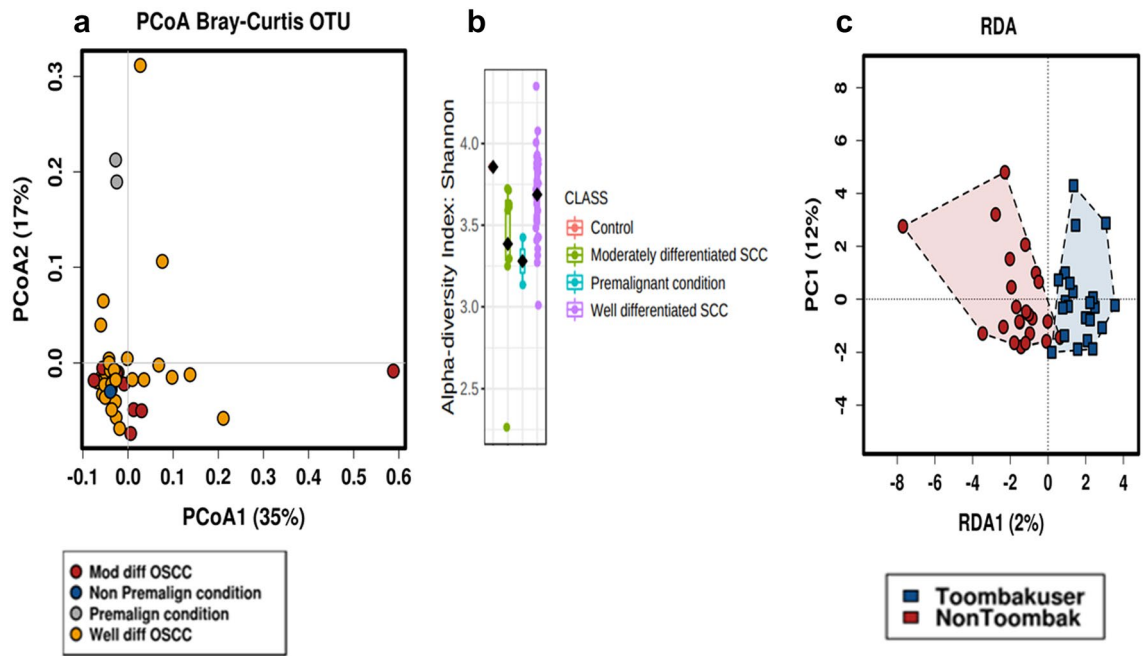 a
PCoA Bray-Curtis OTU
PCoA2 (17%)
0.3
0.2
0.1
0.0
-0.1 0.0 0.1 0.2 0.3 0.4 0.5 0.6
PCoA1 (35%)
Mod diff OSCC
Non Premalign condition
Premalign condition
Well diff OSCC
b
Alpha-diversity Index: Shannon
4.0
3.5
3.0
2.5
CLASS
Control
Moderately differentiated SCC
Premalignant condition
Well differentiated SCC
c
RDA
PC1 (12%)
8
6
4
2
0
-2
-4
-8 -6 -4 -2 0 2 4
RDA1 (2%)
Toombakuser
NonToombak